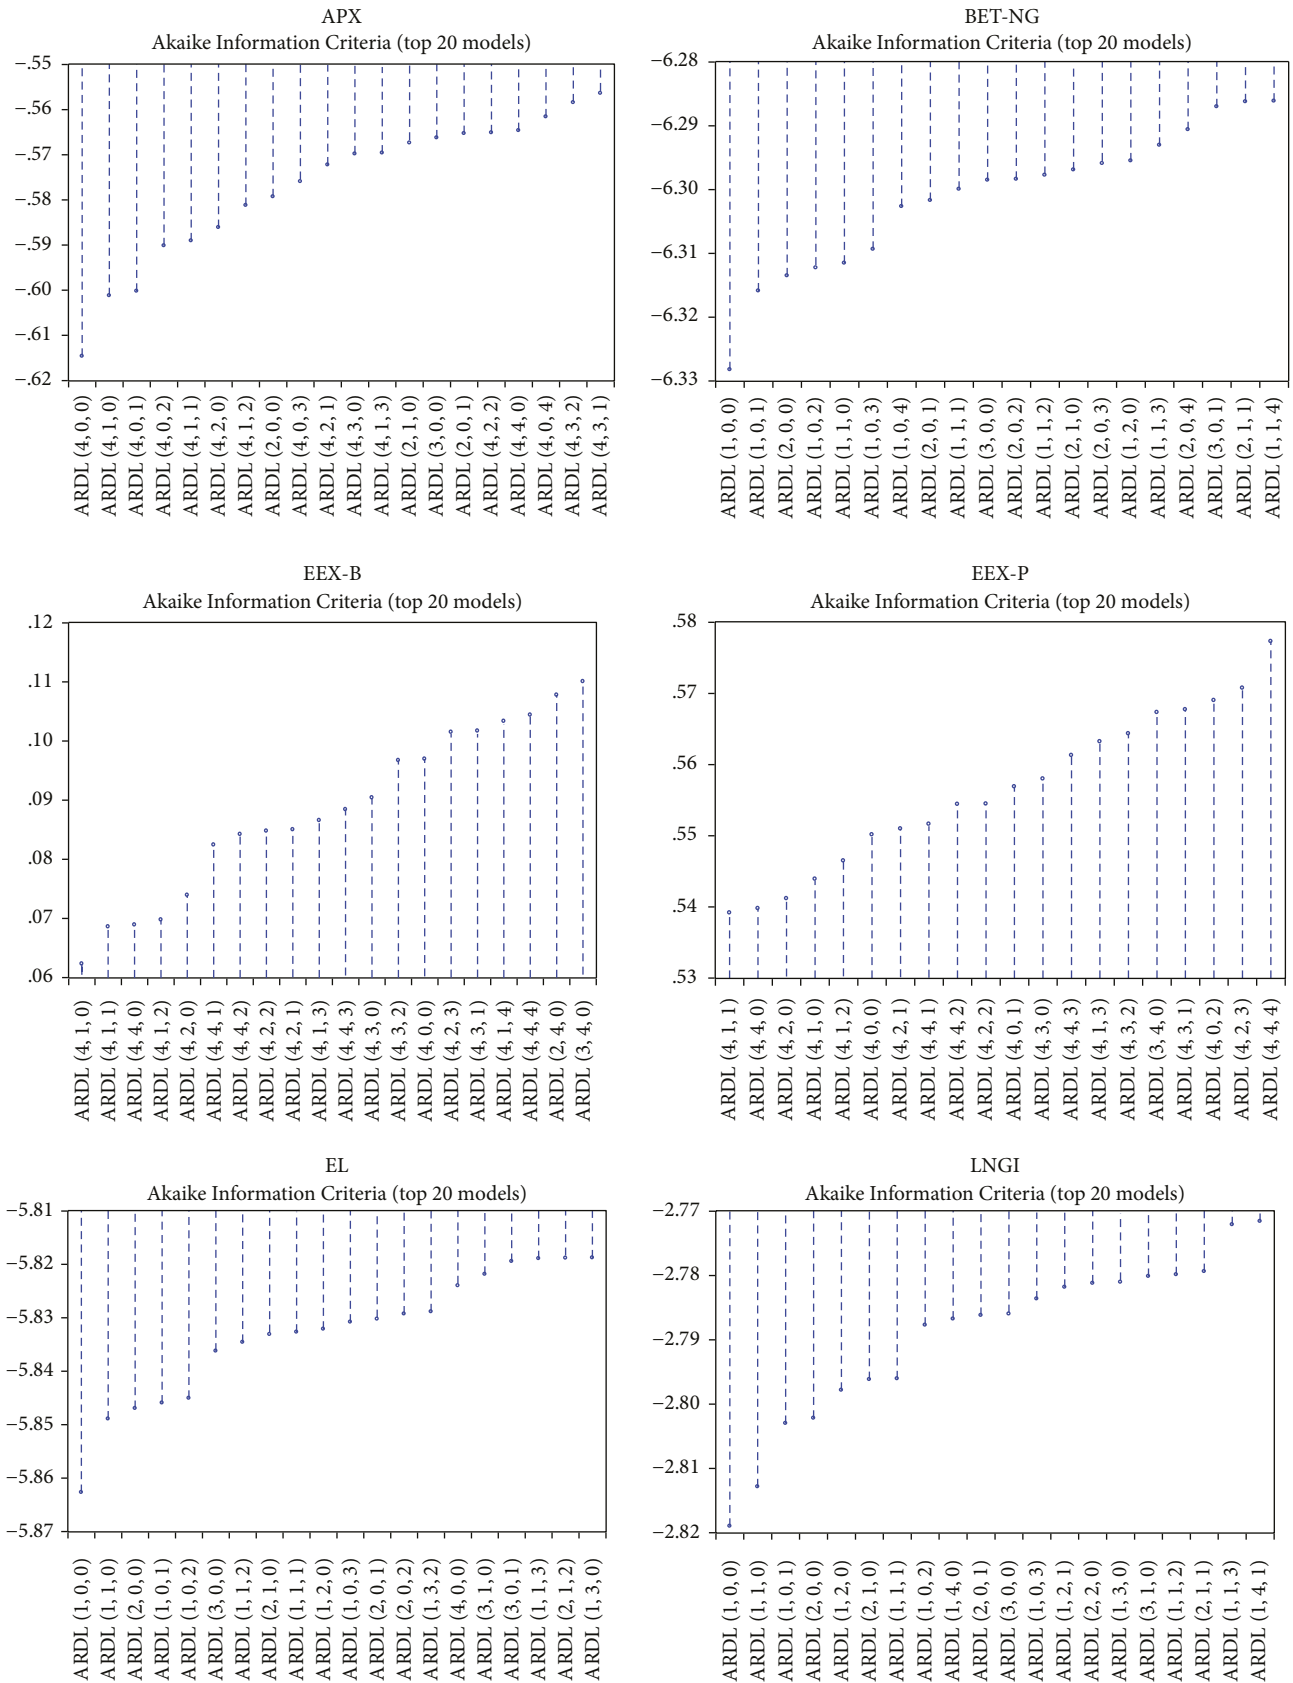 APX
Akaike Information Criteria (top 20 models)
−.55
−.56
−.57
−.58
−.59
−.60
−.61
−.62
ARDL (4, 0, 0)
ARDL (4, 1, 0)
ARDL (4, 0, 1)
ARDL (4, 0, 2)
ARDL (4, 1, 1)
ARDL (4, 2, 0)
ARDL (4, 1, 2)
ARDL (2, 0, 0)
ARDL (4, 0, 3)
ARDL (4, 2, 1)
ARDL (4, 3, 0)
ARDL (4, 1, 3)
ARDL (2, 1, 0)
ARDL (3, 0, 0)
ARDL (2, 0, 1)
ARDL (4, 2, 2)
ARDL (4, 4, 0)
ARDL (4, 0, 4)
ARDL (4, 3, 2)
ARDL (4, 3, 1)
BET-NG
Akaike Information Criteria (top 20 models)
−6.28
−6.29
−6.30
−6.31
−6.32
−6.33
ARDL (1, 0, 0)
ARDL (1, 0, 1)
ARDL (2, 0, 0)
ARDL (1, 0, 2)
ARDL (1, 1, 0)
ARDL (1, 0, 3)
ARDL (1, 0, 4)
ARDL (2, 0, 1)
ARDL (1, 1, 1)
ARDL (3, 0, 0)
ARDL (2, 0, 2)
ARDL (1, 1, 2)
ARDL (2, 1, 0)
ARDL (2, 0, 3)
ARDL (1, 2, 0)
ARDL (1, 1, 3)
ARDL (2, 0, 4)
ARDL (3, 0, 1)
ARDL (2, 1, 1)
ARDL (1, 1, 4)
EEX-B
Akaike Information Criteria (top 20 models)
.12
.11
.10
.09
.08
.07
.06
ARDL (4, 1, 0)
ARDL (4, 1, 1)
ARDL (4, 4, 0)
ARDL (4, 1, 2)
ARDL (4, 2, 0)
ARDL (4, 4, 1)
ARDL (4, 4, 2)
ARDL (4, 2, 2)
ARDL (4, 2, 1)
ARDL (4, 1, 3)
ARDL (4, 4, 3)
ARDL (4, 3, 0)
ARDL (4, 3, 2)
ARDL (4, 0, 0)
ARDL (4, 2, 3)
ARDL (4, 3, 1)
ARDL (4, 1, 4)
ARDL (4, 4, 4)
ARDL (2, 4, 0)
ARDL (3, 4, 0)
EEX-P
Akaike Information Criteria (top 20 models)
.58
.57
.56
.55
.54
.53
ARDL (4, 1, 1)
ARDL (4, 4, 0)
ARDL (4, 2, 0)
ARDL (4, 1, 0)
ARDL (4, 1, 2)
ARDL (4, 0, 0)
ARDL (4, 2, 1)
ARDL (4, 4, 1)
ARDL (4, 4, 2)
ARDL (4, 2, 2)
ARDL (4, 0, 1)
ARDL (4, 3, 0)
ARDL (4, 4, 3)
ARDL (4, 1, 3)
ARDL (4, 3, 2)
ARDL (3, 4, 0)
ARDL (4, 3, 1)
ARDL (4, 0, 2)
ARDL (4, 2, 3)
ARDL (4, 4, 4)
EL
Akaike Information Criteria (top 20 models)
−5.81
−5.82
−5.83
−5.84
−5.85
−5.86
−5.87
ARDL (1, 0, 0)
ARDL (1, 1, 0)
ARDL (2, 0, 0)
ARDL (1, 0, 1)
ARDL (1, 0, 2)
ARDL (3, 0, 0)
ARDL (1, 1, 2)
ARDL (2, 1, 0)
ARDL (1, 1, 1)
ARDL (1, 2, 0)
ARDL (1, 0, 3)
ARDL (2, 0, 1)
ARDL (2, 0, 2)
ARDL (1, 3, 2)
ARDL (4, 0, 0)
ARDL (3, 1, 0)
ARDL (3, 0, 1)
ARDL (1, 1, 3)
ARDL (2, 1, 2)
ARDL (1, 3, 0)
LNGI
Akaike Information Criteria (top 20 models)
−2.77
−2.78
−2.79
−2.80
−2.81
−2.82
ARDL (1, 0, 0)
ARDL (1, 1, 0)
ARDL (1, 0, 1)
ARDL (2, 0, 0)
ARDL (1, 2, 0)
ARDL (2, 1, 0)
ARDL (1, 1, 1)
ARDL (1, 0, 2)
ARDL (1, 4, 0)
ARDL (2, 0, 1)
ARDL (3, 0, 0)
ARDL (1, 0, 3)
ARDL (1, 2, 1)
ARDL (2, 2, 0)
ARDL (1, 3, 0)
ARDL (3, 1, 0)
ARDL (1, 1, 2)
ARDL (2, 1, 1)
ARDL (1, 1, 3)
ARDL (1, 4, 1)